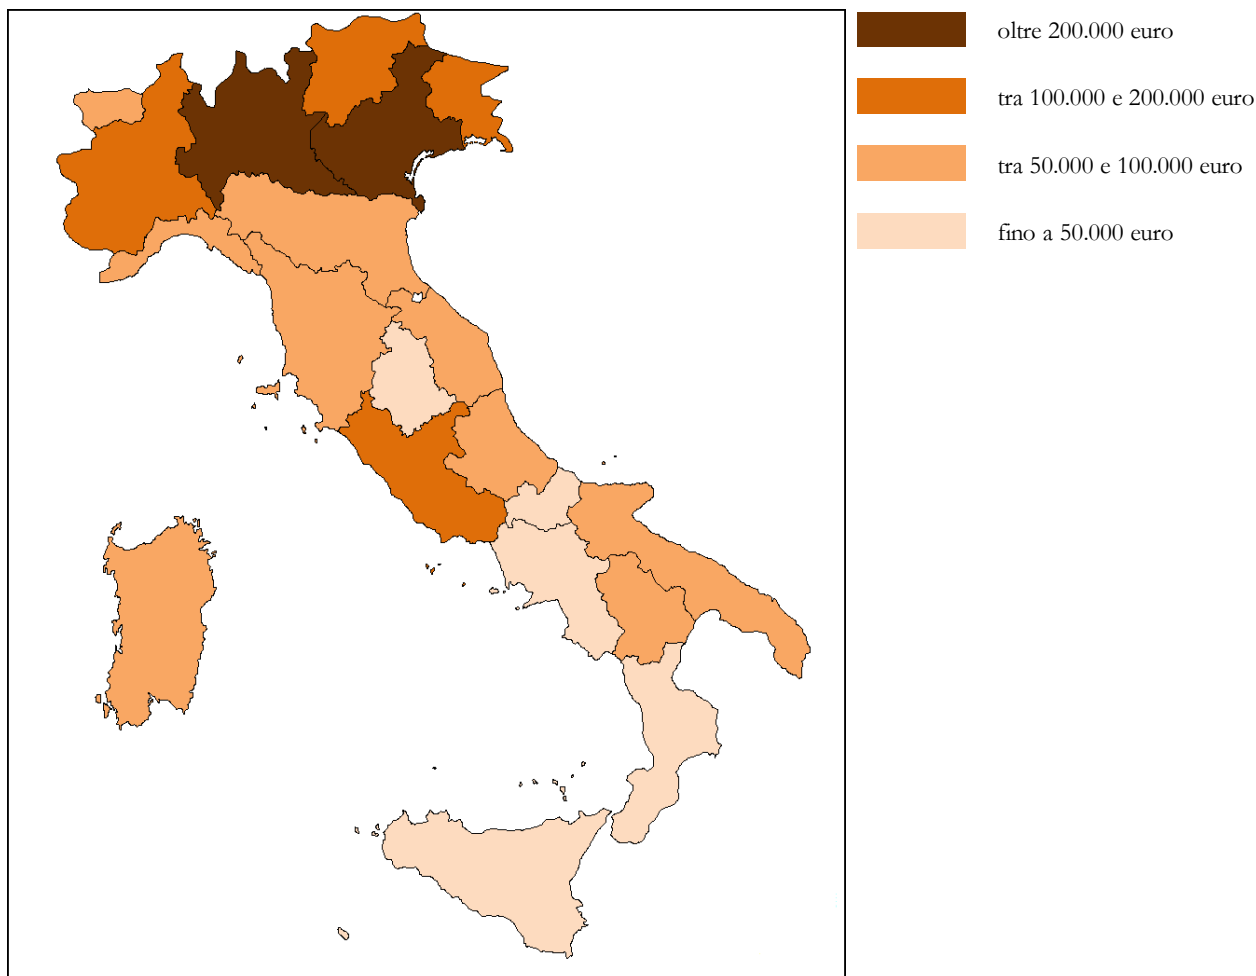 oltre 200.000 euro
tra 100.000 e 200.000 euro
tra 50.000 e 100.000 euro
fino a 50.000 euro